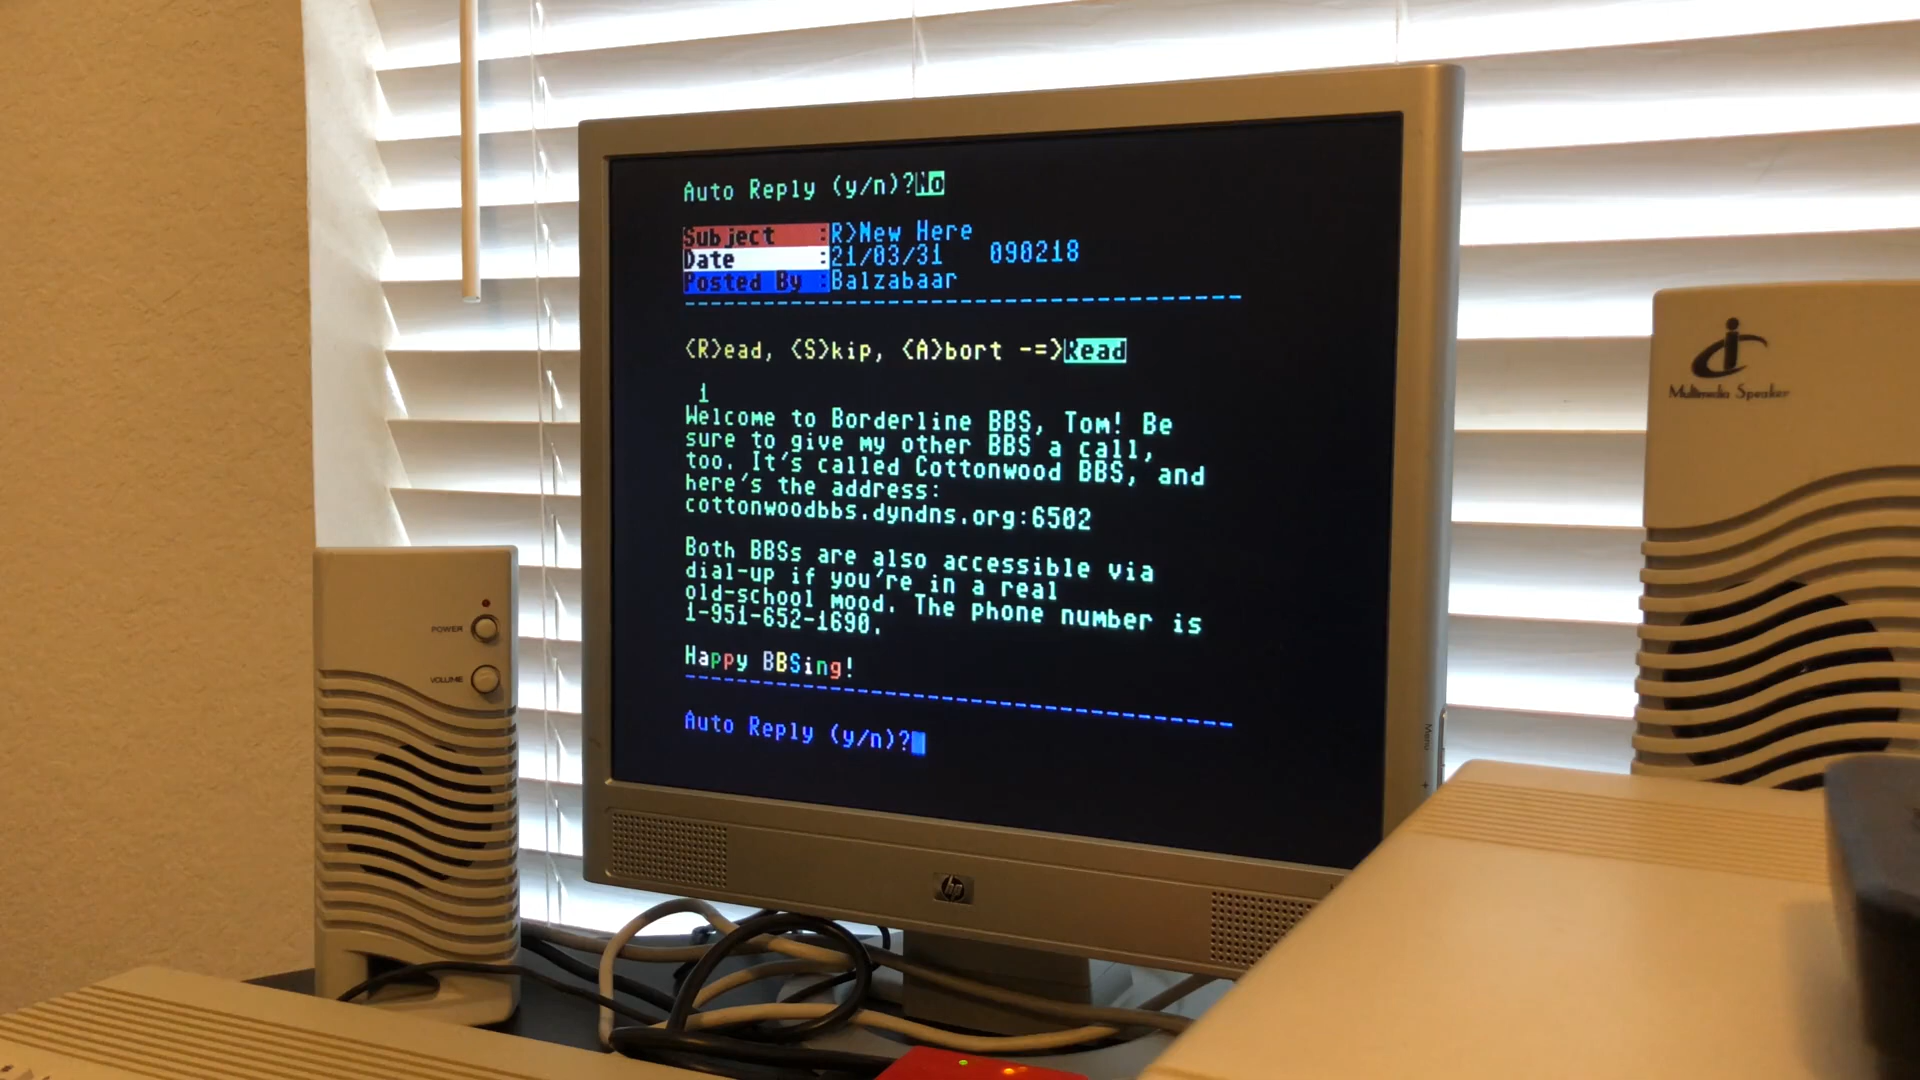 Auto Reply (y/n)?No
Subject :R>New Here
Date :21/03/31 090218
Posted By :Balzabaar
<R>ead, <S>kip, <A>bort -=>Read
1
Welcome to Borderline BBS, Tom! Be
sure to give my other BBS a call,
too. It's called Cottonwood BBS, and
here's the address:
cottonwoodbbs.dyndns.org:6502
Both BBSs are also accessible via
dial-up if you're in a real
old-school mood. The phone number is
1-951-652-1690.
Happy BBSing!
Auto Reply (y/n)?
POWER
VOLUME
hp
Menu
Multimedia Speaker